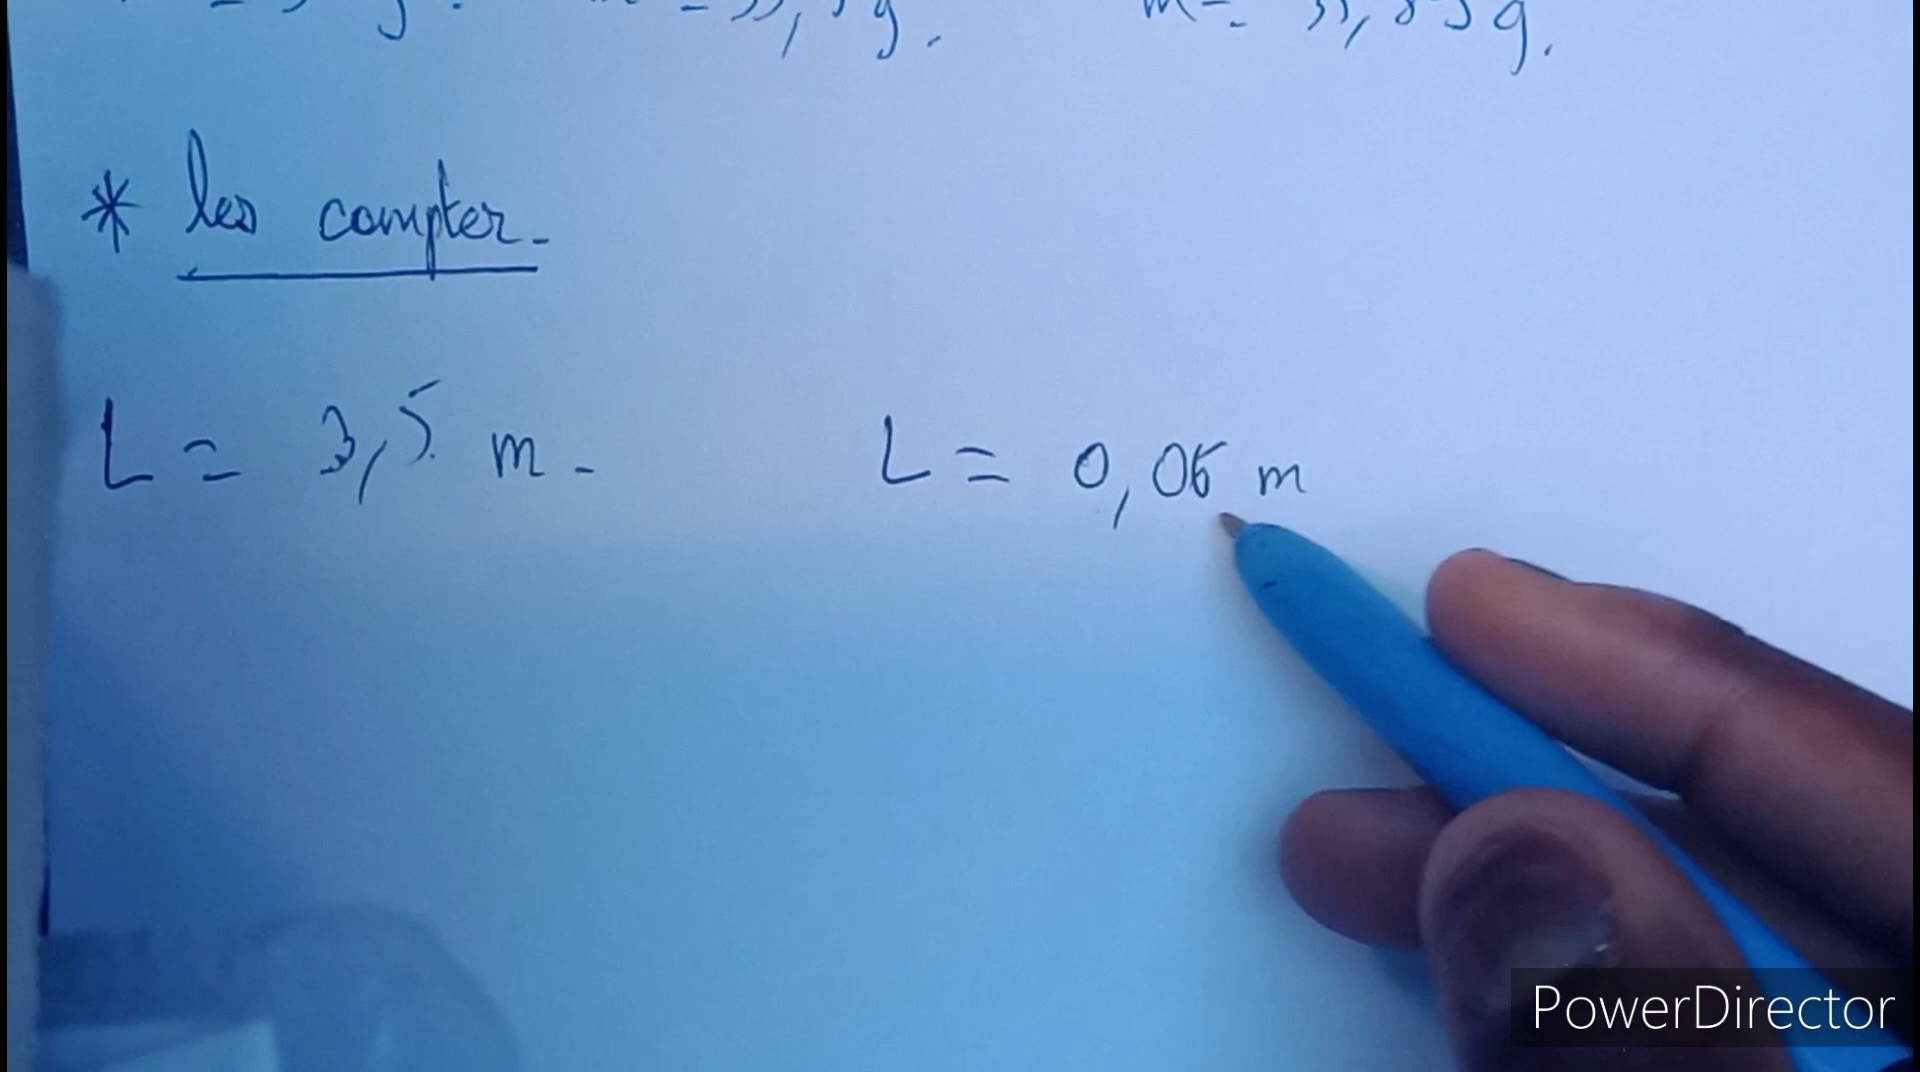 * les compter.
L = 3,5 m. L = 0,06 m
PowerDirector